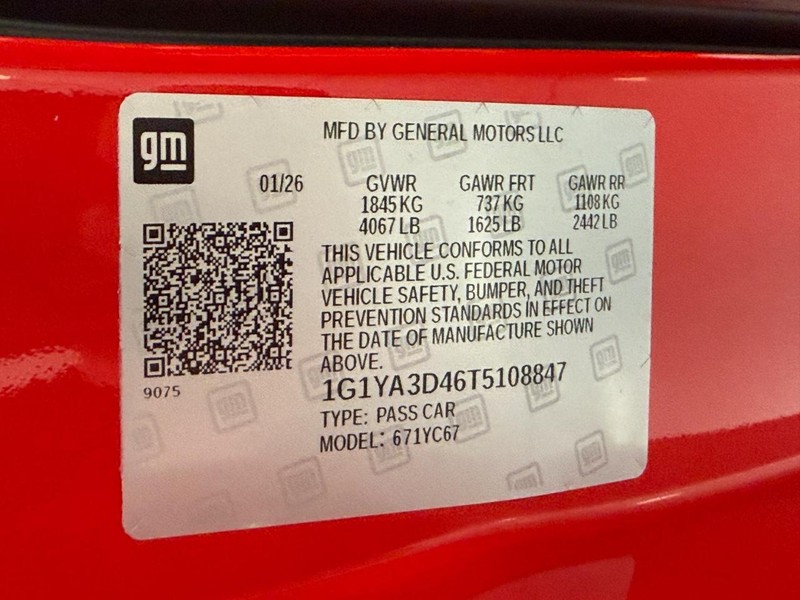 gm
MFD BY GENERAL MOTORS LLC
01/26 GVWR GAWR FRT GAWR RR
1845 KG 737 KG 1108 KG
4067 LB 1625 LB 2442 LB
THIS VEHICLE CONFORMS TO ALL
APPLICABLE U.S. FEDERAL MOTOR
VEHICLE SAFETY, BUMPER, AND THEFT
PREVENTION STANDARDS IN EFFECT ON
THE DATE OF MANUFACTURE SHOWN
ABOVE.
9075
1G1YA3D46T5108847
TYPE: PASS CAR
MODEL: 671YC67